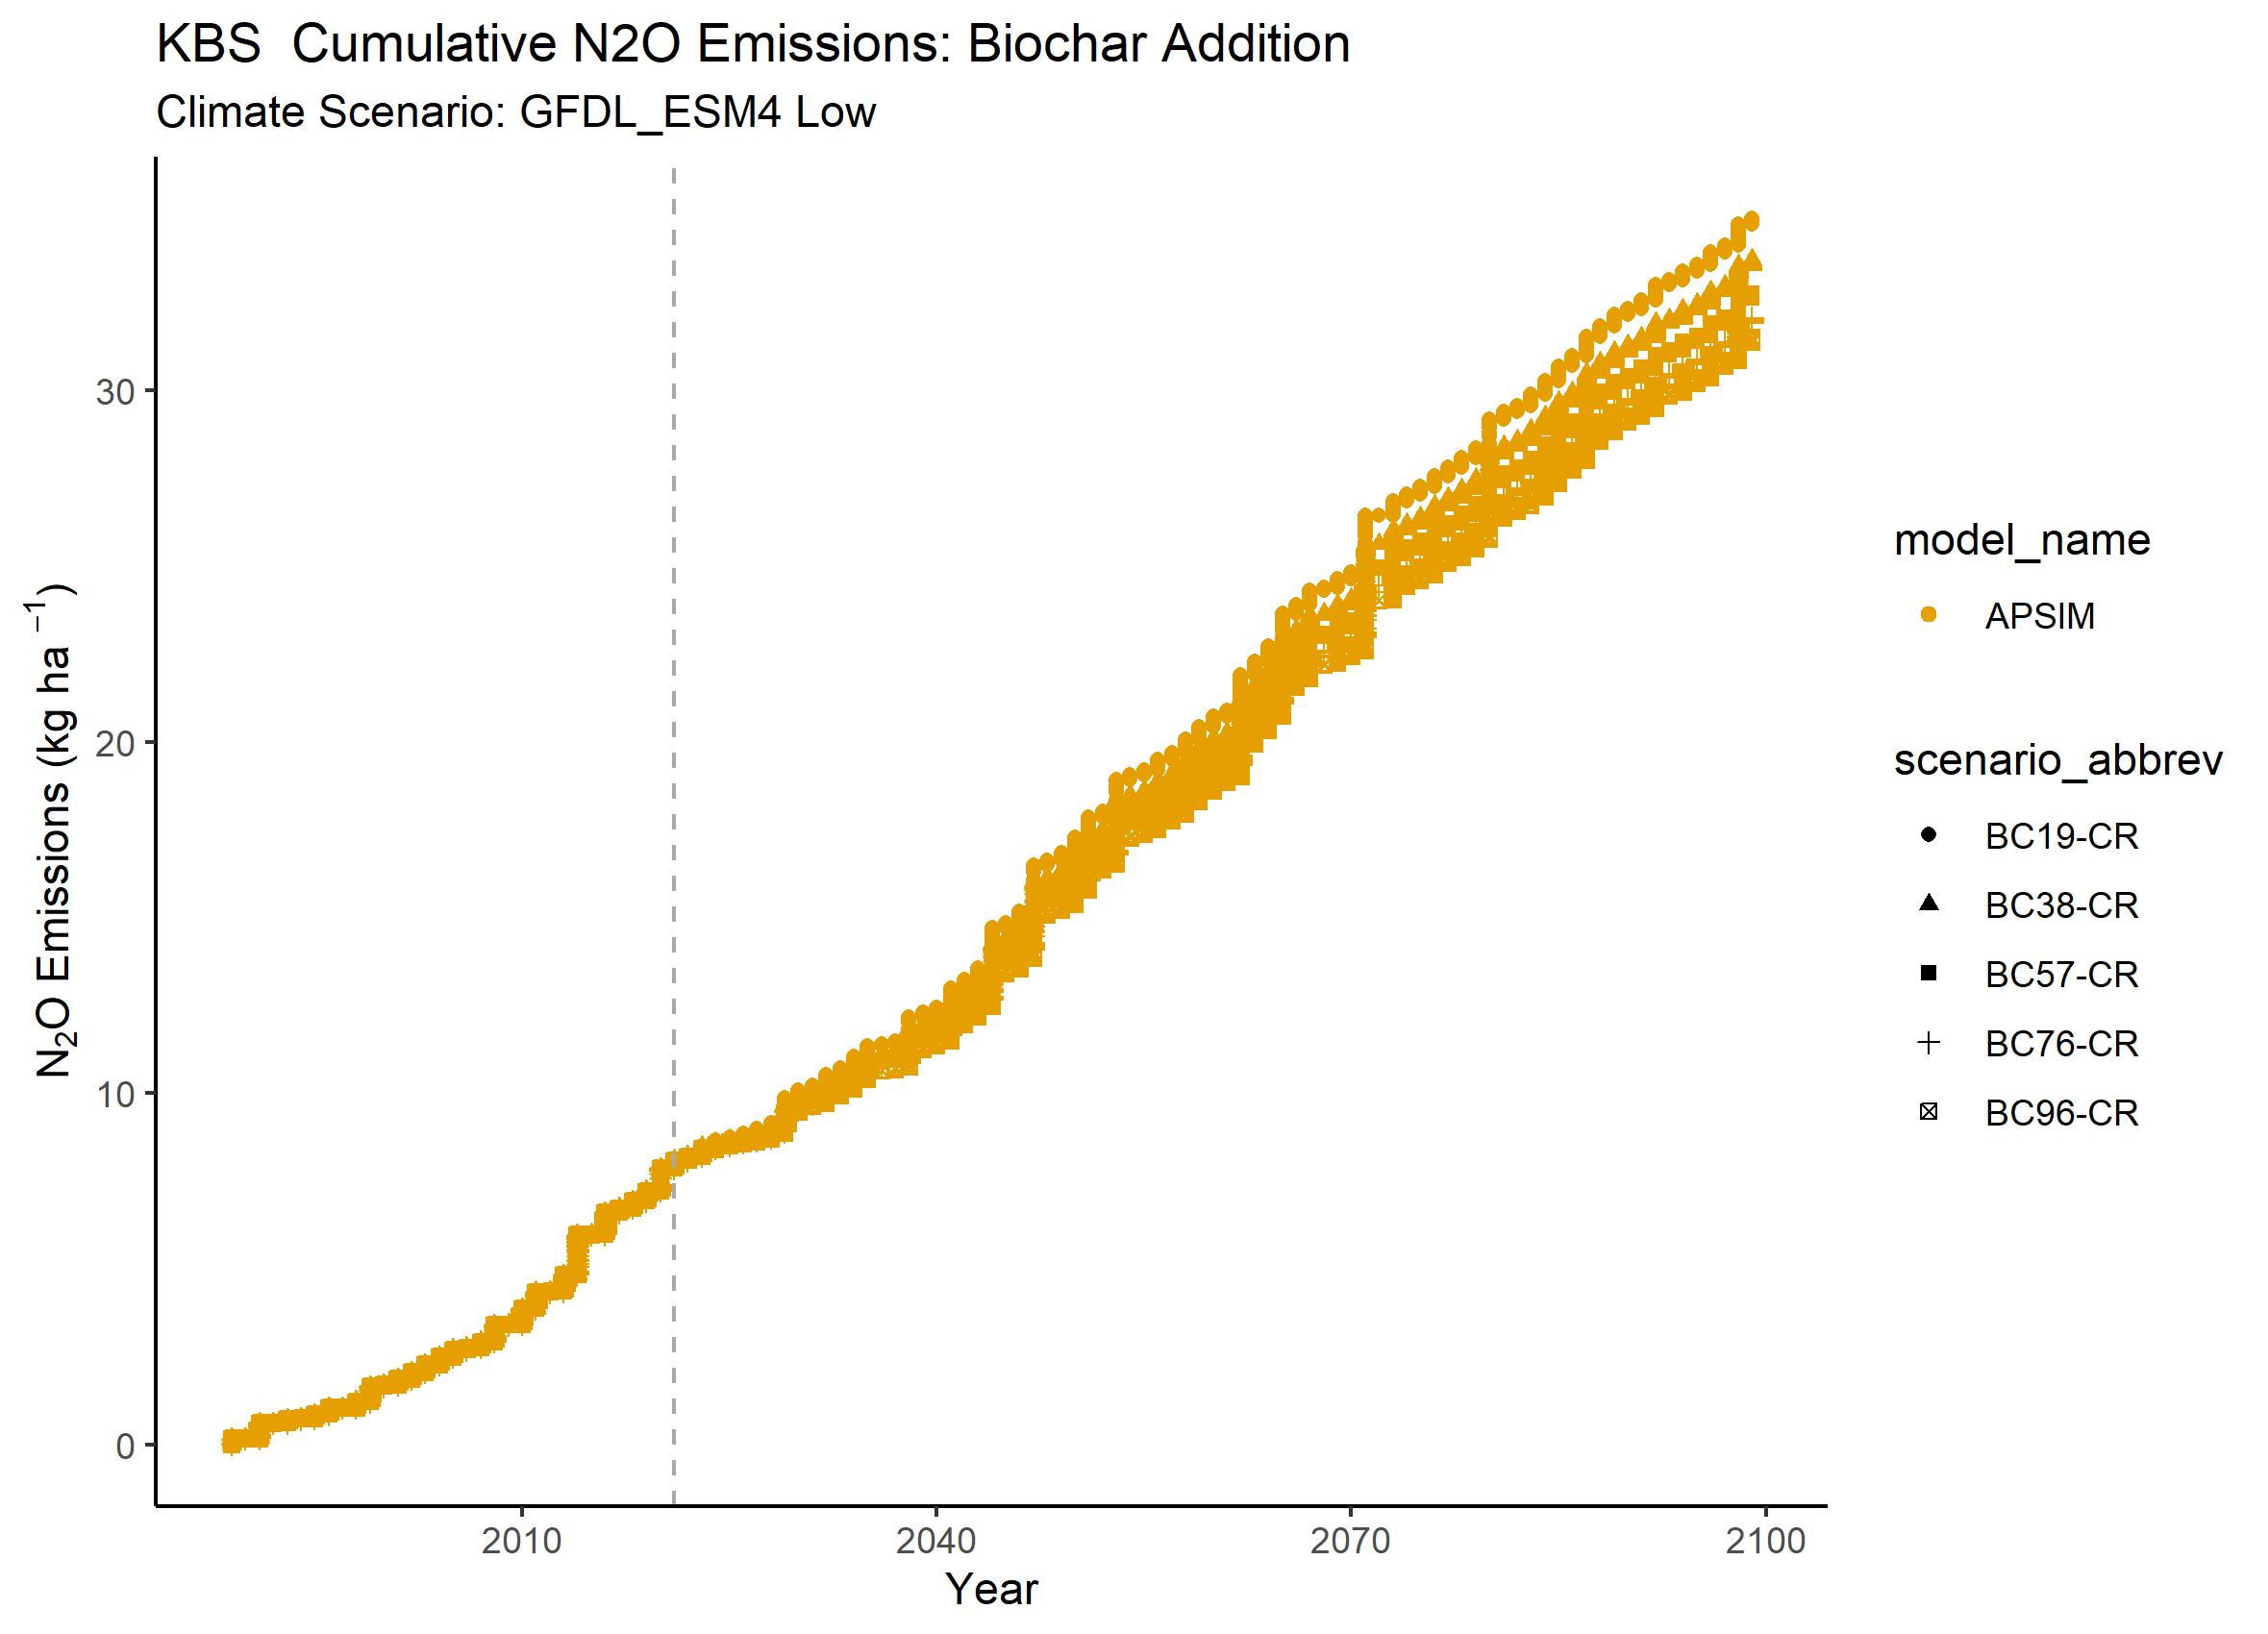 KBS  Cumulative N2O Emissions: Biochar Addition
Climate Scenario: GFDL_ESM4 Low
N₂O Emissions (kg ha ⁻¹)
30
20
10
0
2010
2040
2070
2100
Year
model_name
APSIM
scenario_abbrev
BC19-CR
BC38-CR
BC57-CR
BC76-CR
BC96-CR